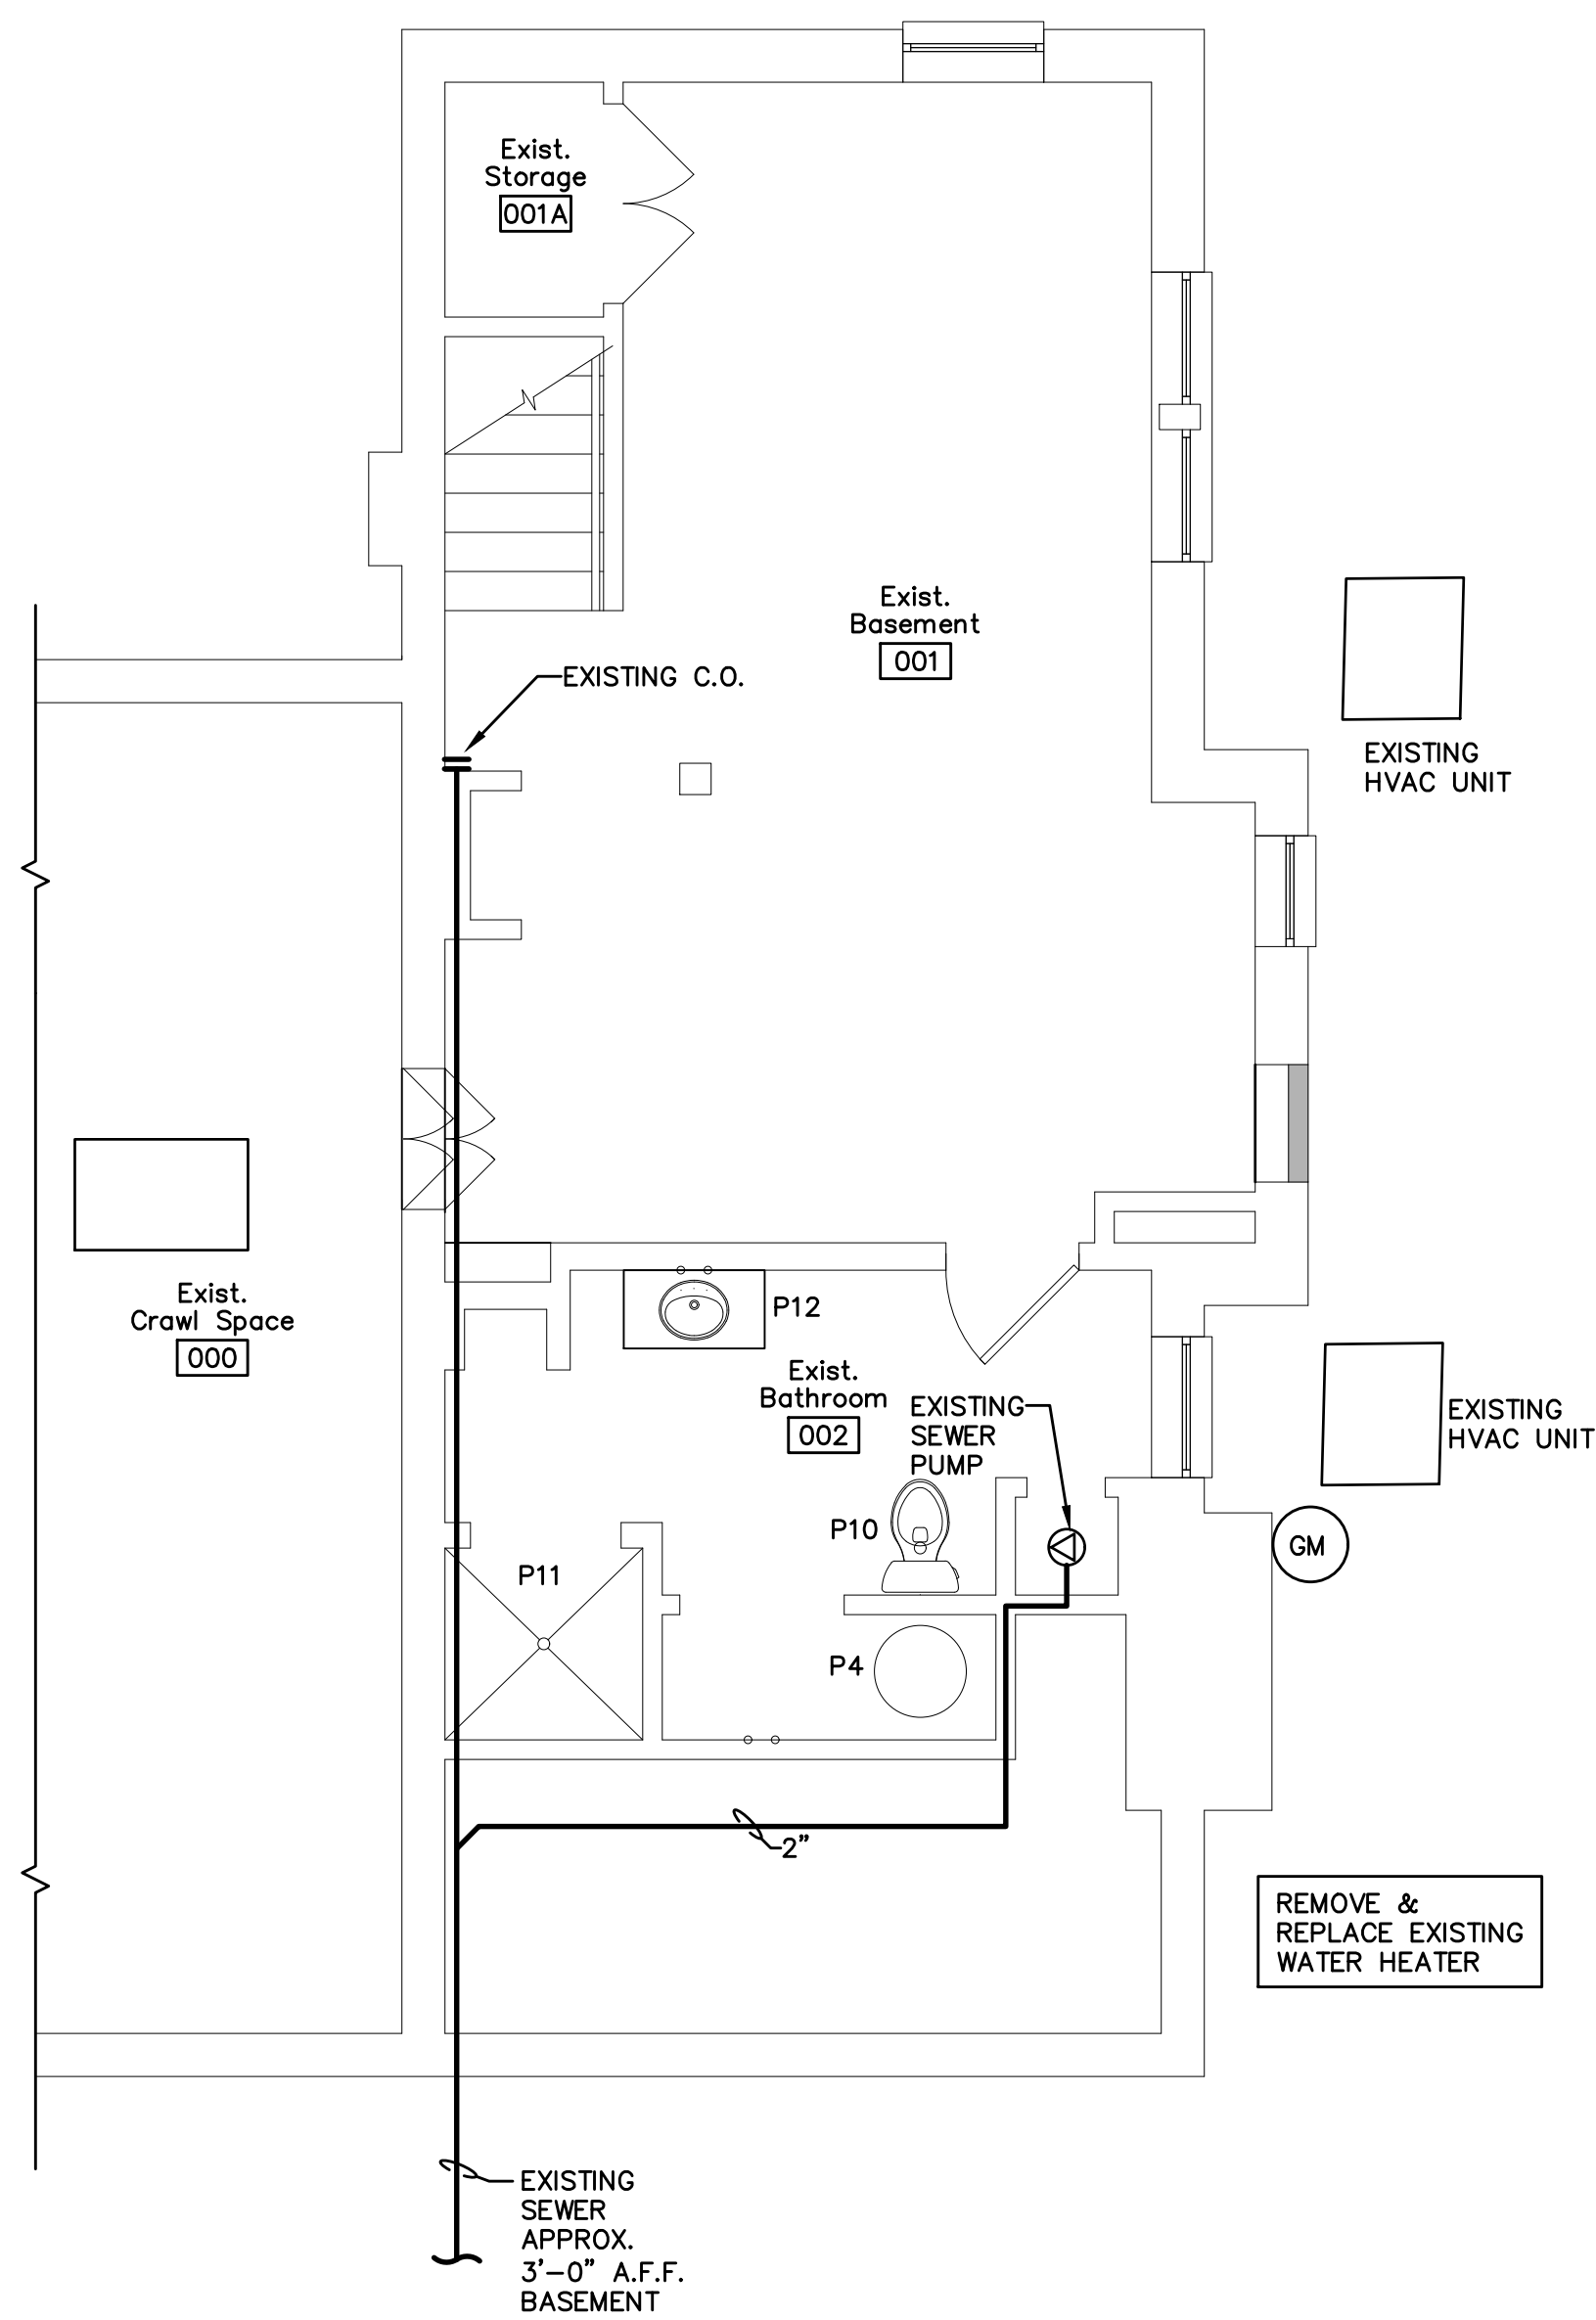 Exist.
Storage
001A
Exist.
Basement
001
EXISTING C.O.
EXISTING
HVAC UNIT
Exist.
Crawl Space
000
P12
Exist.
Bathroom
002
EXISTING
SEWER
PUMP
EXISTING
HVAC UNIT
P10
GM
P11
P4
2"
REMOVE &
REPLACE EXISTING
WATER HEATER
EXISTING
SEWER
APPROX.
3'-0" A.F.F.
BASEMENT